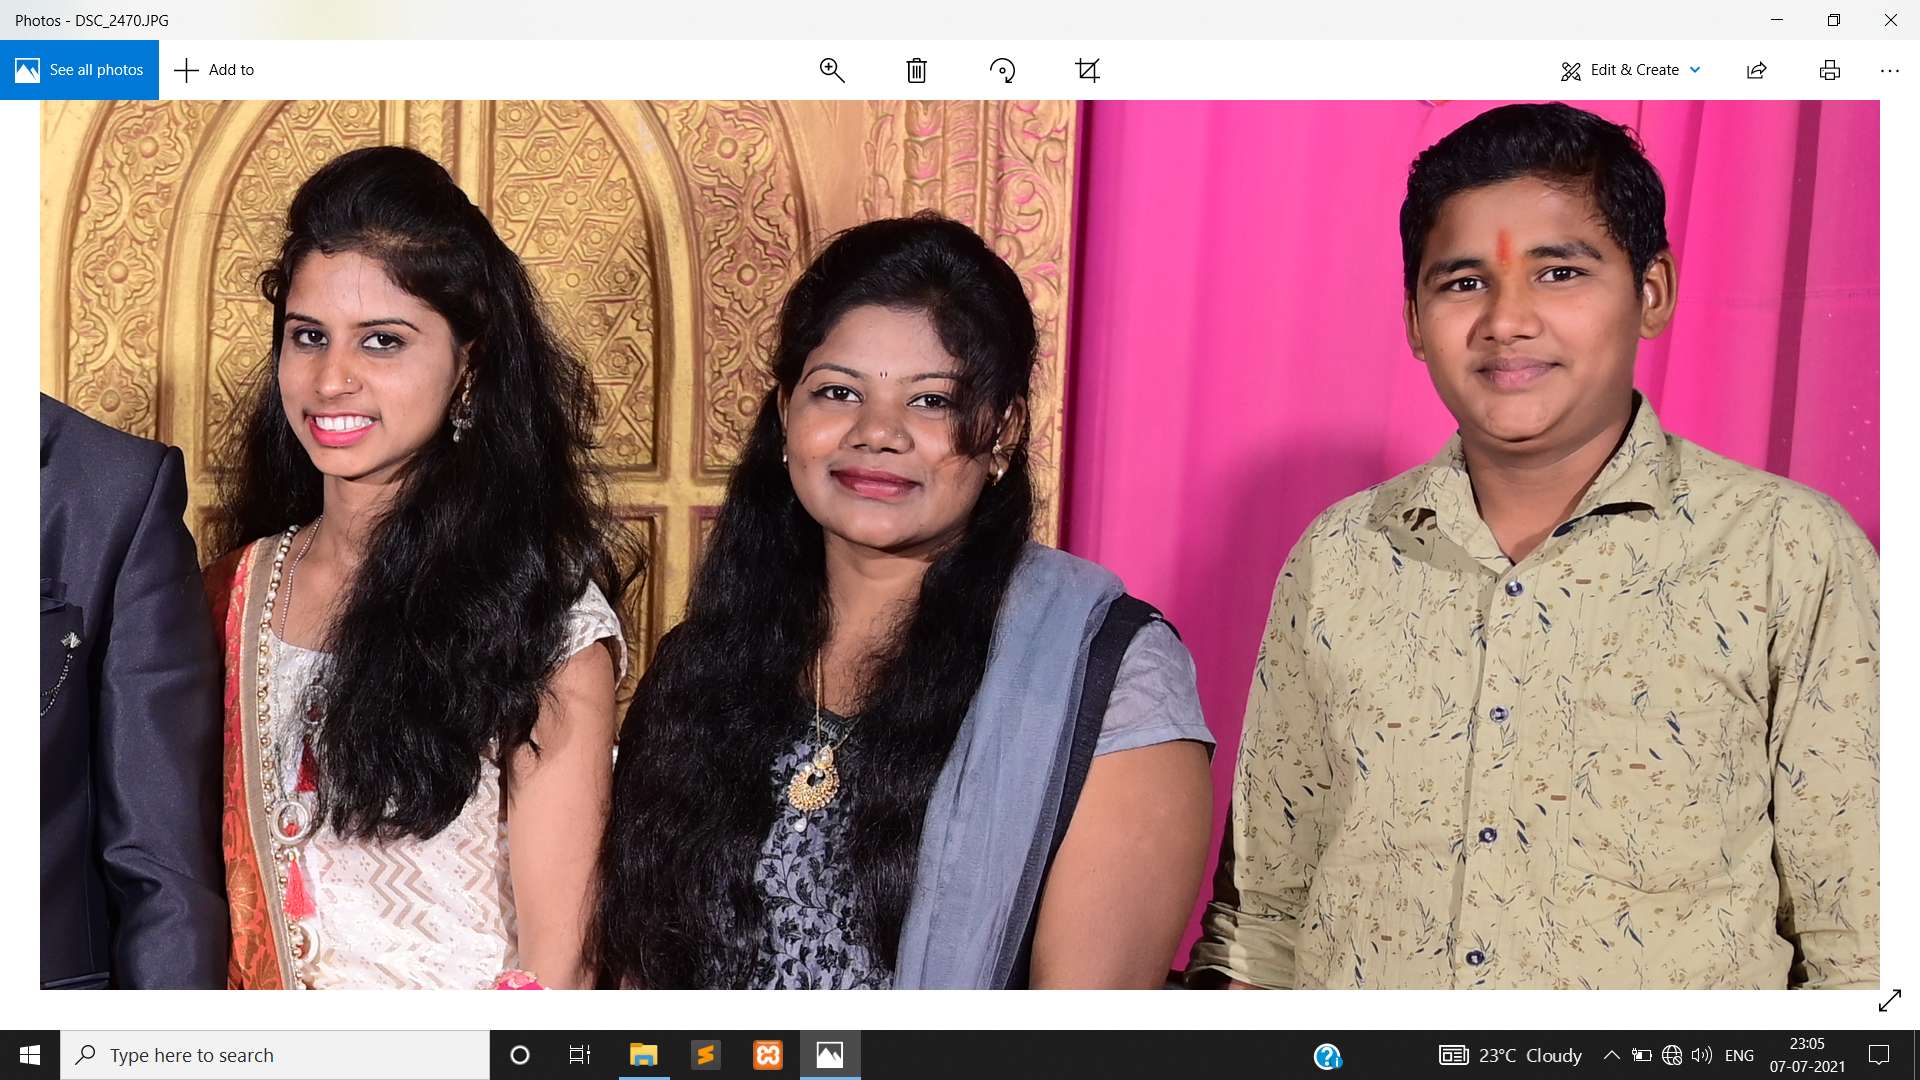 Photos - DSC_2470.JPG
See all photos
Add to
Edit & Create
Type here to search
23°C Cloudy
ENG
23:05
07-07-2021